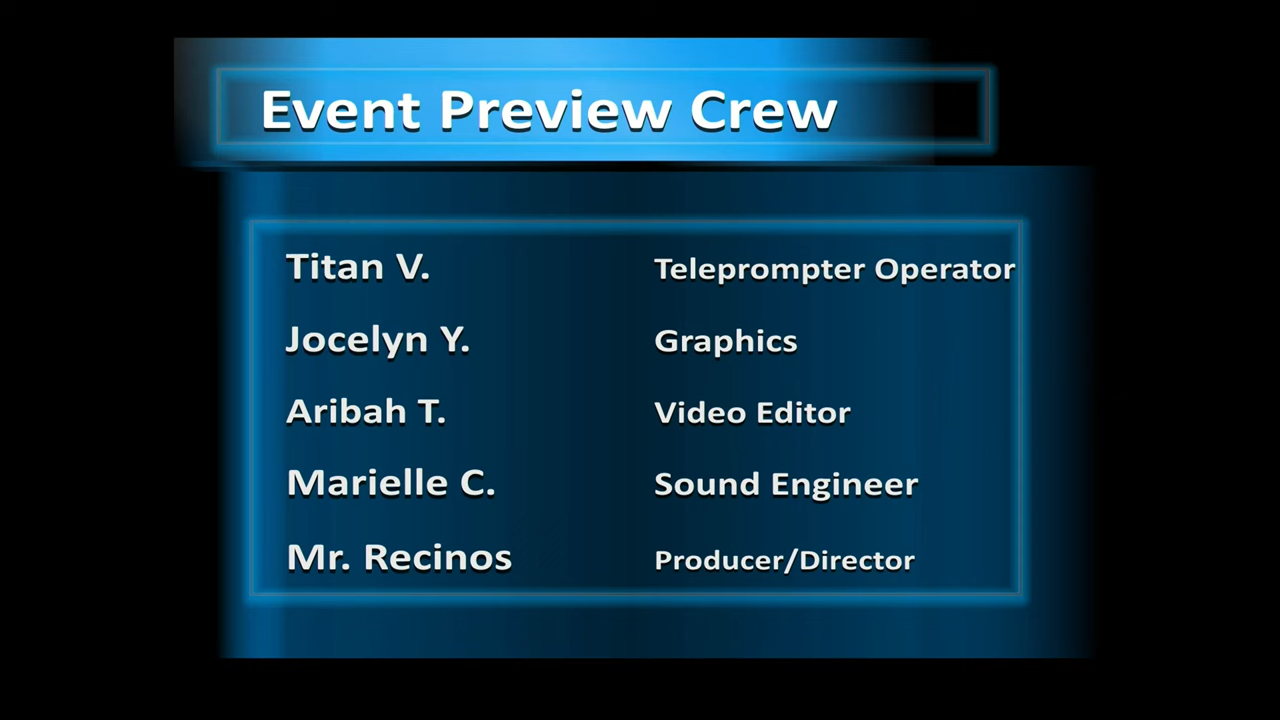 Event Preview Crew
Titan V. Teleprompter Operator
Jocelyn Y. Graphics
Aribah T. Video Editor
Marielle C. Sound Engineer
Mr. Recinos Producer/Director